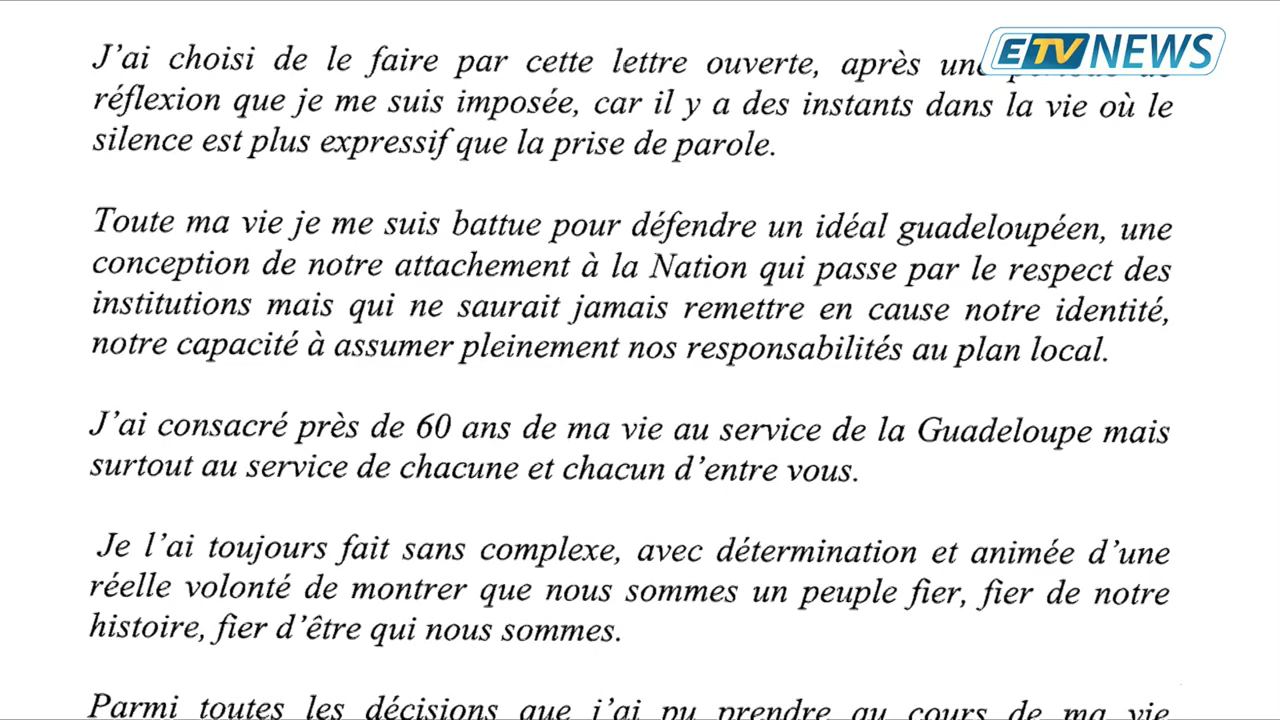 ETVNEWS
J'ai choisi de le faire par cette lettre ouverte, après une
réflexion que je me suis imposée, car il y a des instants dans la vie où le
silence est plus expressif que la prise de parole.
Toute ma vie je me suis battue pour défendre un idéal guadeloupéen, une
conception de notre attachement à la Nation qui passe par le respect des
institutions mais qui ne saurait jamais remettre en cause notre identité,
notre capacité à assumer pleinement nos responsabilités au plan local.
J'ai consacré près de 60 ans de ma vie au service de la Guadeloupe mais
surtout au service de chacune et chacun d'entre vous.
Je l'ai toujours fait sans complexe, avec détermination et animée d'une
réelle volonté de montrer que nous sommes un peuple fier, fier de notre
histoire, fier d'être qui nous sommes.
Parmi toutes les décisions que j'ai pu prendre au cours de ma vie